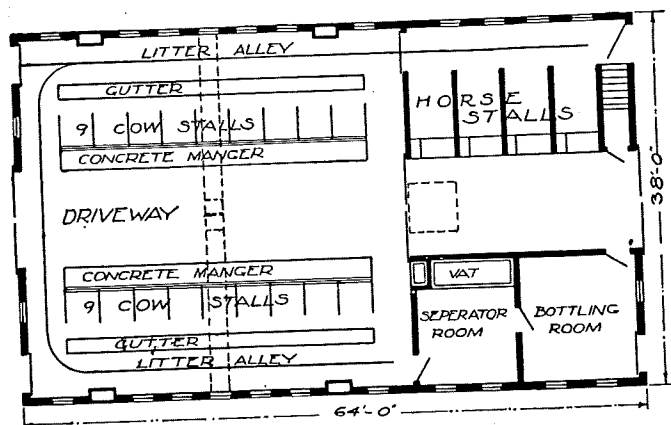 LITTER ALLEY
GUTTER
9 COW STALLS
CONCRETE MANGER
HORSE
STALLS
DRIVEWAY
38'-0"
CONCRETE MANGER
9 COW STALLS
GUTTER
LITTER ALLEY
VAT
SEPERATOR
ROOM
BOTTLING
ROOM
64'-0"